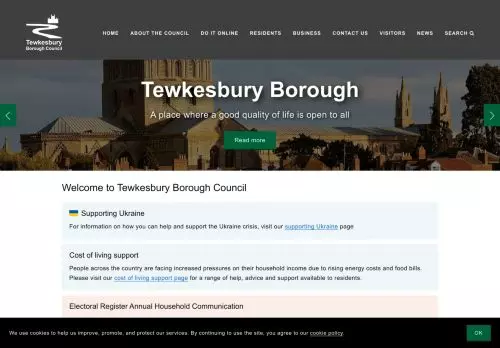 Tewkesbury
Borough Council
HOME ABOUT THE COUNCIL DO IT ONLINE RESIDENTS BUSINESS CONTACT US VISITORS NEWS SEARCH
Tewkesbury Borough
A place where a good quality of life is open to all
Read more
Welcome to Tewkesbury Borough Council
Supporting Ukraine
For information on how you can help and support the Ukraine crisis, visit our supporting Ukraine page
Cost of living support
People across the country are facing increased pressures on their household income due to rising energy costs and food bills.
Please visit our cost of living support page for a range of help, advice and support available to residents.
Electoral Register Annual Household Communication
We use cookies to help us improve, promote, and protect our services. By continuing to use the site, you agree to our cookie policy.
OK